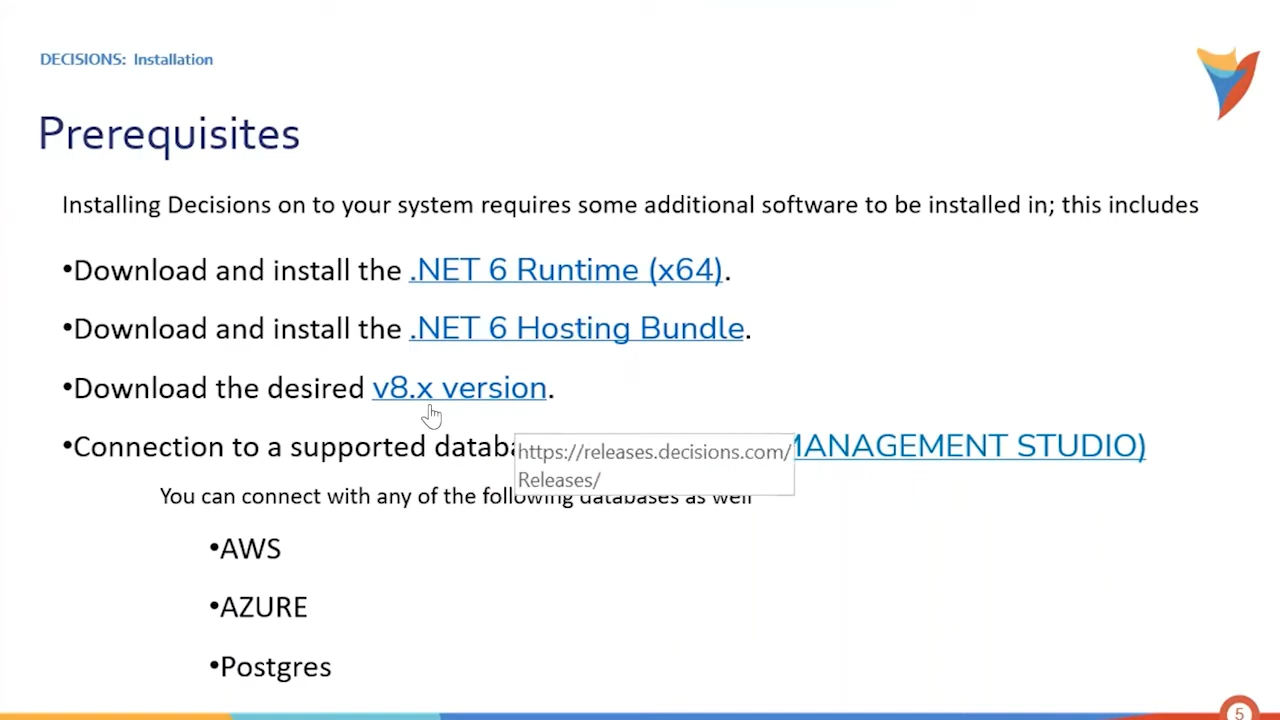 DECISIONS: Installation
Prerequisites
Installing Decisions on to your system requires some additional software to be installed in; this includes
•Download and install the .NET 6 Runtime (x64).
•Download and install the .NET 6 Hosting Bundle.
•Download the desired v8.x version.
•Connection to a supported MANAGEMENT STUDIO)
https://releases.decisions.com/
Releases/
You can connect with any of the following databases as well
•AWS
•AZURE
•Postgres
5